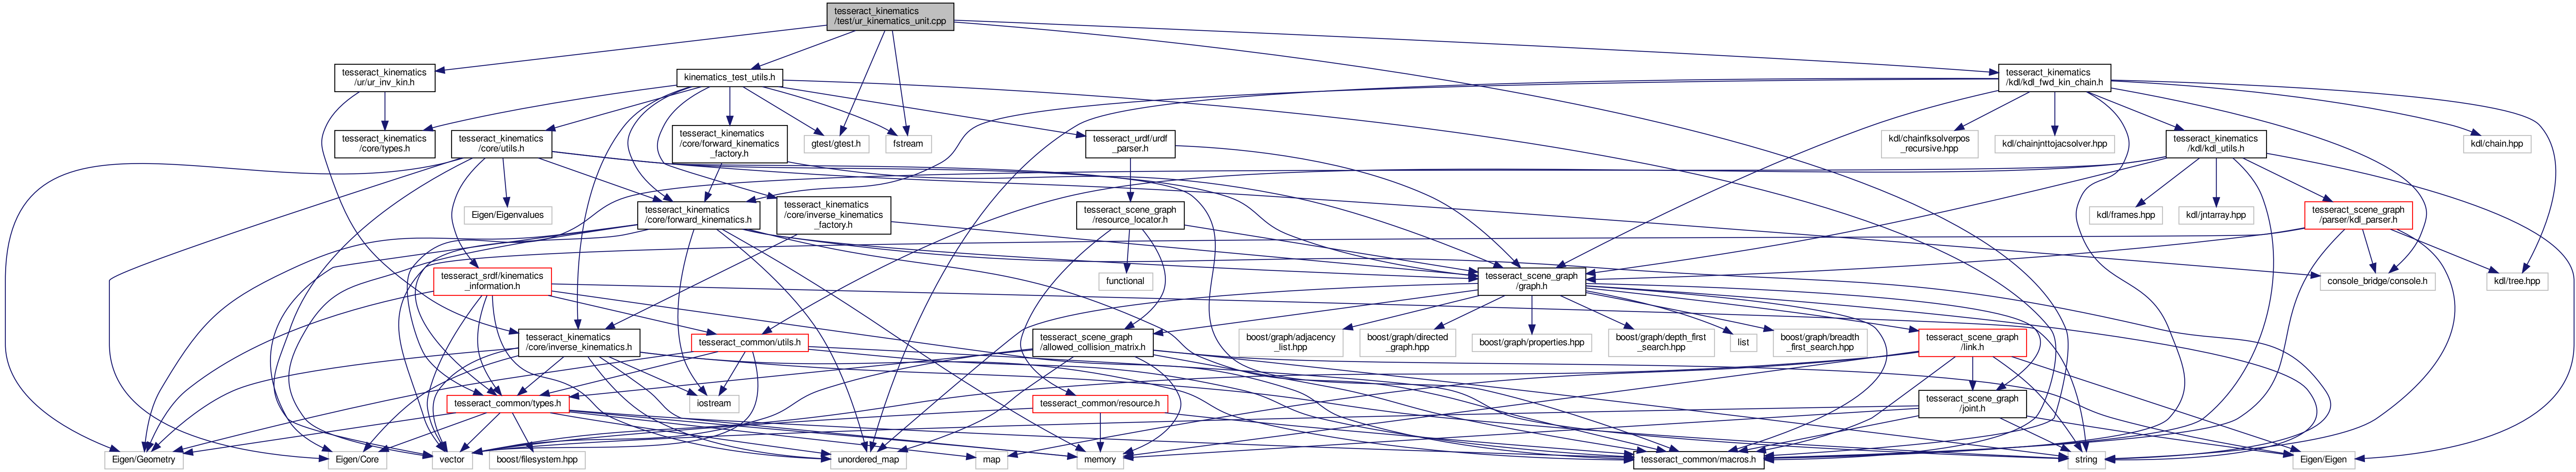 tesseract_kinematics
/test/ur_kinematics_unit.cpp
tesseract_kinematics
/ur/ur_inv_kin.h
kinematics_test_utils.h
tesseract_kinematics
/kdl/kdl_fwd_kin_chain.h
tesseract_kinematics
/core/types.h
tesseract_kinematics
/core/utils.h
tesseract_kinematics
/core/forward_kinematics
_factory.h
gtest/gtest.h
fstream
tesseract_urdf/urdf
_parser.h
kdl/chainfksolverpos
_recursive.hpp
kdl/chainjnttojacsolver.hpp
tesseract_kinematics
/kdl/kdl_utils.h
kdl/chain.hpp
Eigen/Eigenvalues
tesseract_kinematics
/core/forward_kinematics.h
tesseract_kinematics
/core/inverse_kinematics
_factory.h
tesseract_scene_graph
/resource_locator.h
kdl/frames.hpp
kdl/jntarray.hpp
tesseract_scene_graph
/parser/kdl_parser.h
tesseract_srdf/kinematics
_information.h
functional
tesseract_scene_graph
/graph.h
console_bridge/console.h
kdl/tree.hpp
tesseract_kinematics
/core/inverse_kinematics.h
tesseract_common/utils.h
tesseract_scene_graph
/allowed_collision_matrix.h
boost/graph/adjacency
_list.hpp
boost/graph/directed
_graph.hpp
boost/graph/properties.hpp
boost/graph/depth_first
_search.hpp
list
boost/graph/breadth
_first_search.hpp
tesseract_scene_graph
/link.h
tesseract_common/types.h
iostream
tesseract_common/resource.h
tesseract_scene_graph
/joint.h
Eigen/Geometry
Eigen/Core
vector
boost/filesystem.hpp
unordered_map
map
memory
tesseract_common/macros.h
string
Eigen/Eigen